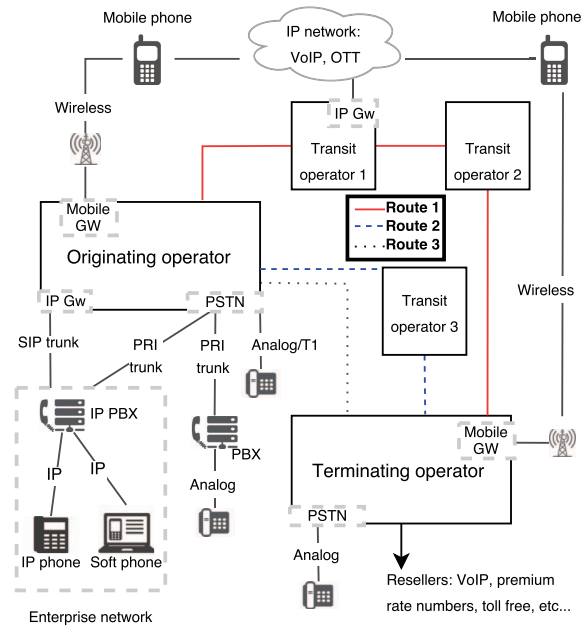 Mobile phone
IP network:
VoIP, OTT
Mobile phone
Wireless
IP Gw
Transit
operator 1
Transit
operator 2
Mobile
GW
Route 1
Route 2
Route 3
Originating operator
Transit
operator 3
Wireless
IP Gw
PSTN
SIP trunk
PRI
trunk
PRI
trunk
Analog/T1
IP PBX
PBX
Mobile
GW
Terminating operator
IP
IP
Analog
PSTN
IP phone
Soft phone
Analog
Resellers: VoIP, premium
rate numbers, toll free, etc...
Enterprise network